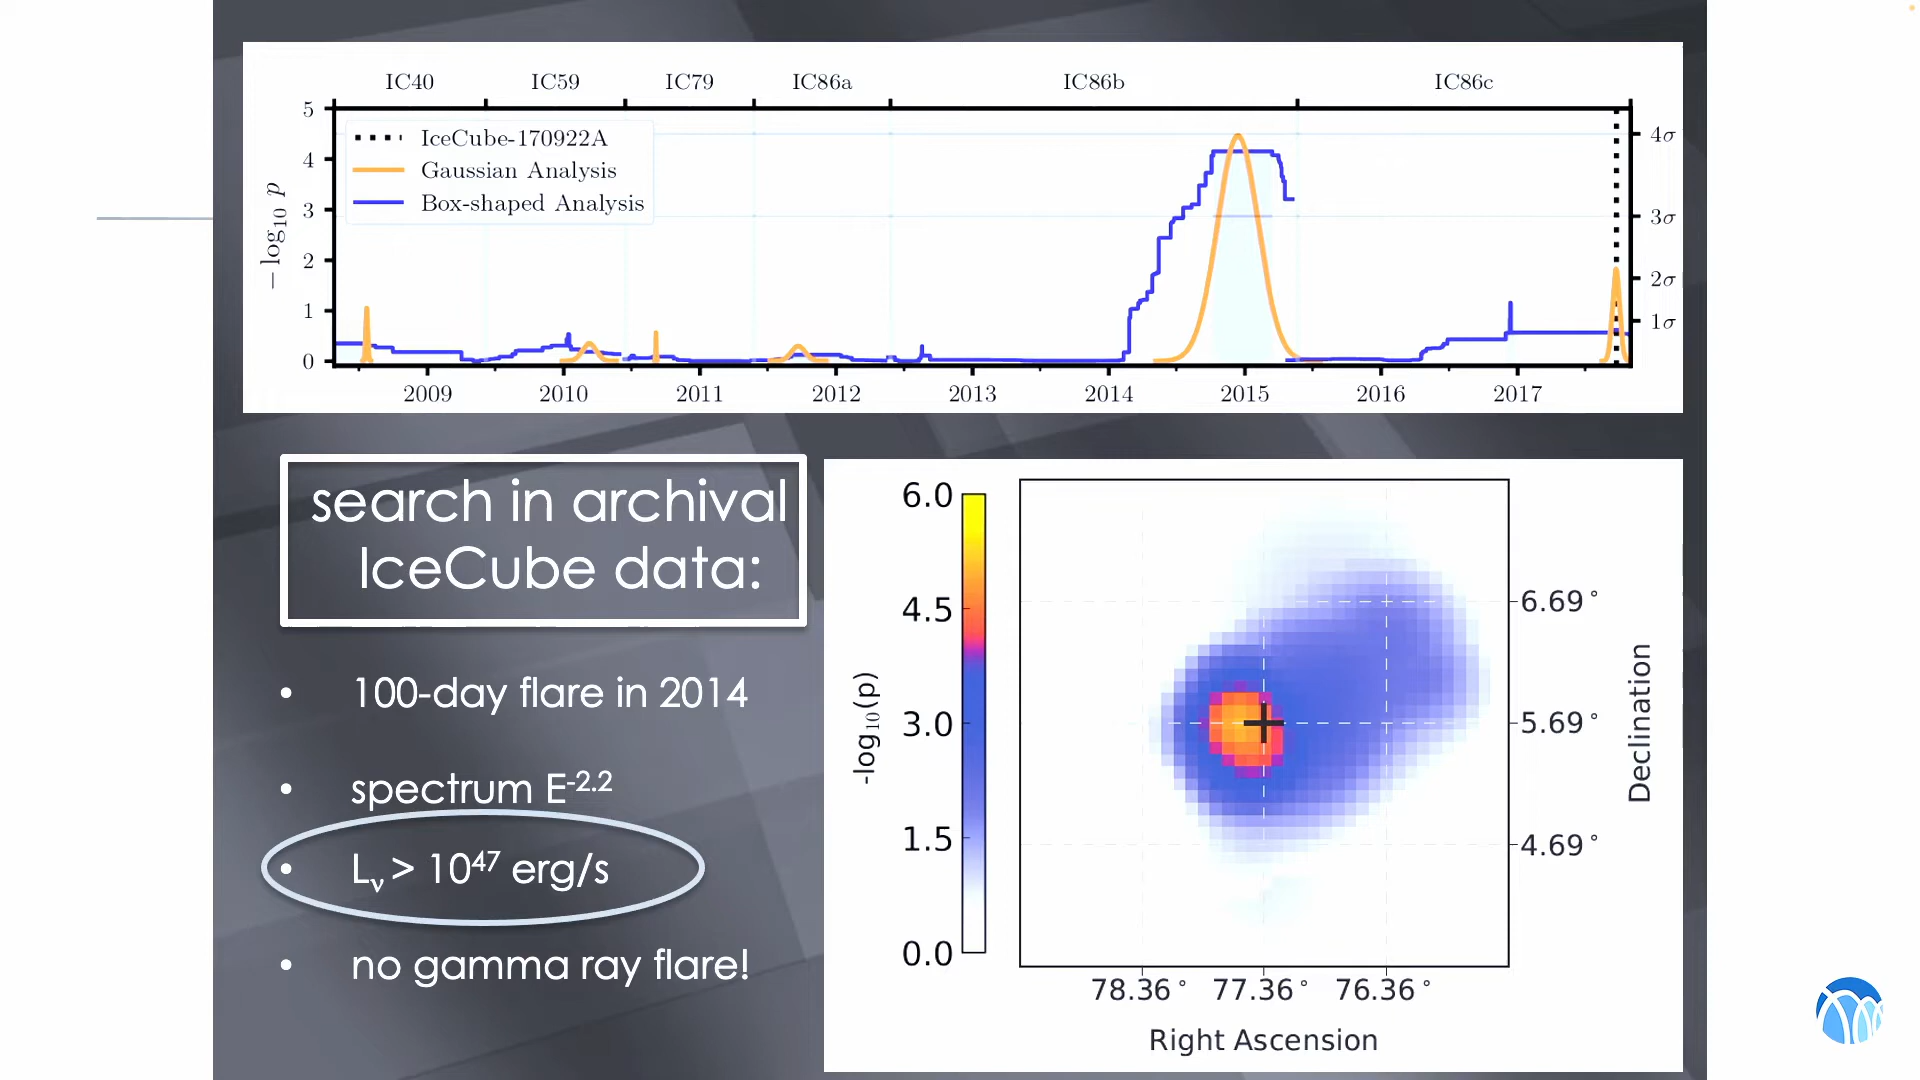 IC40 IC59 IC79 IC86a IC86b IC86c
5
4
3
2
1
0
− log₁₀ p
4σ
3σ
2σ
1σ
IceCube-170922A
Gaussian Analysis
Box-shaped Analysis
2009 2010 2011 2012 2013 2014 2015 2016 2017
search in archival
IceCube data:
• 100-day flare in 2014
• spectrum E⁻²·²
• Lᵥ > 10⁴⁷ erg/s
• no gamma ray flare!
6.0
4.5
3.0
1.5
0.0
-log₁₀(p)
6.69°
5.69°
4.69°
Declination
78.36° 77.36° 76.36°
Right Ascension